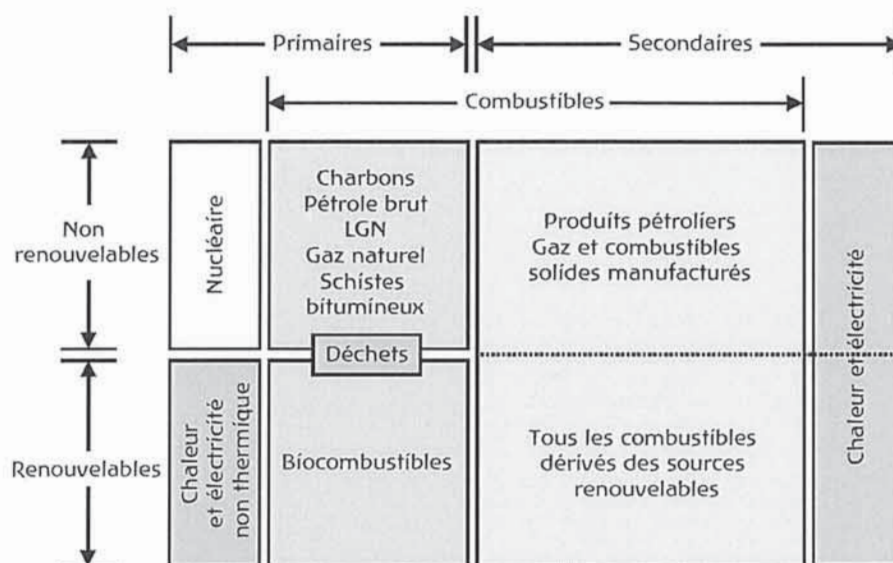 Primaires
Secondaires
Combustibles
Non
renouvelables
Nucléaire
Charbons
Pétrole brut
LGN
Gaz naturel
Schistes
bitumineux
Produits pétroliers
Gaz et combustibles
solides manufacturés
Chaleur et électricité
Déchets
Renouvelables
Chaleur
et électricité
non thermique
Biocombustibles
Tous les combustibles
dérivés des sources
renouvelables